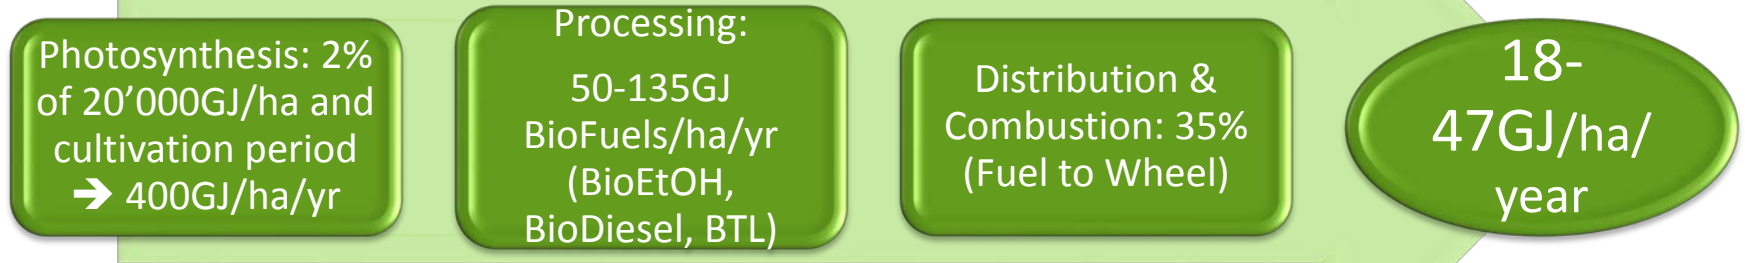 Photosynthesis: 2%
of 20’000GJ/ha and
cultivation period
➔ 400GJ/ha/yr
Processing:
50-135GJ
BioFuels/ha/yr
(BioEtOH,
BioDiesel, BTL)
Distribution &
Combustion: 35%
(Fuel to Wheel)
18-
47GJ/ha/
year